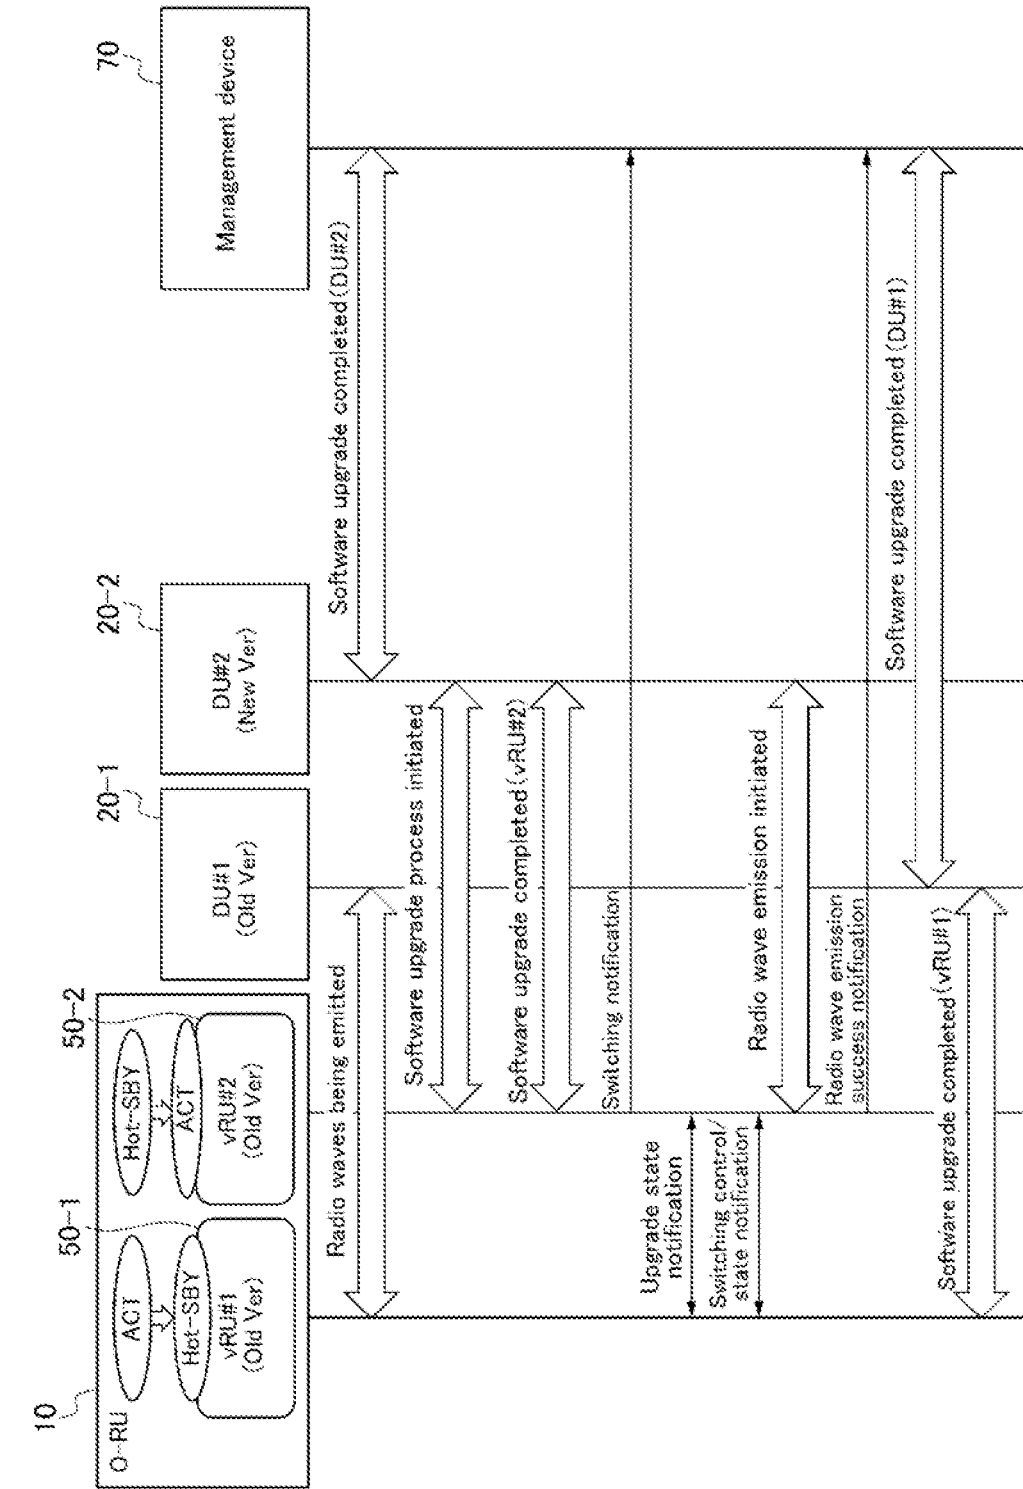 10
O-RU
50-1
ACT
Hot-SBY
vRU#1
(Old Ver)
50-2
Hot-SBY
ACT
vRU#2
(Old Ver)
20-1
DU#1
(Old Ver)
20-2
DU#2
(New Ver)
70
Management device
Radio waves being emitted
Software upgrade completed(DU#2)
Software upgrade process initiated
Software upgrade completed(vRU#2)
Switching notification
Upgrade state
notification
Switching control/
state notification
Radio wave emission initiated
Radio wave emission
success notification
Software upgrade completed(DU#1)
Software upgrade completed(vRU#1)